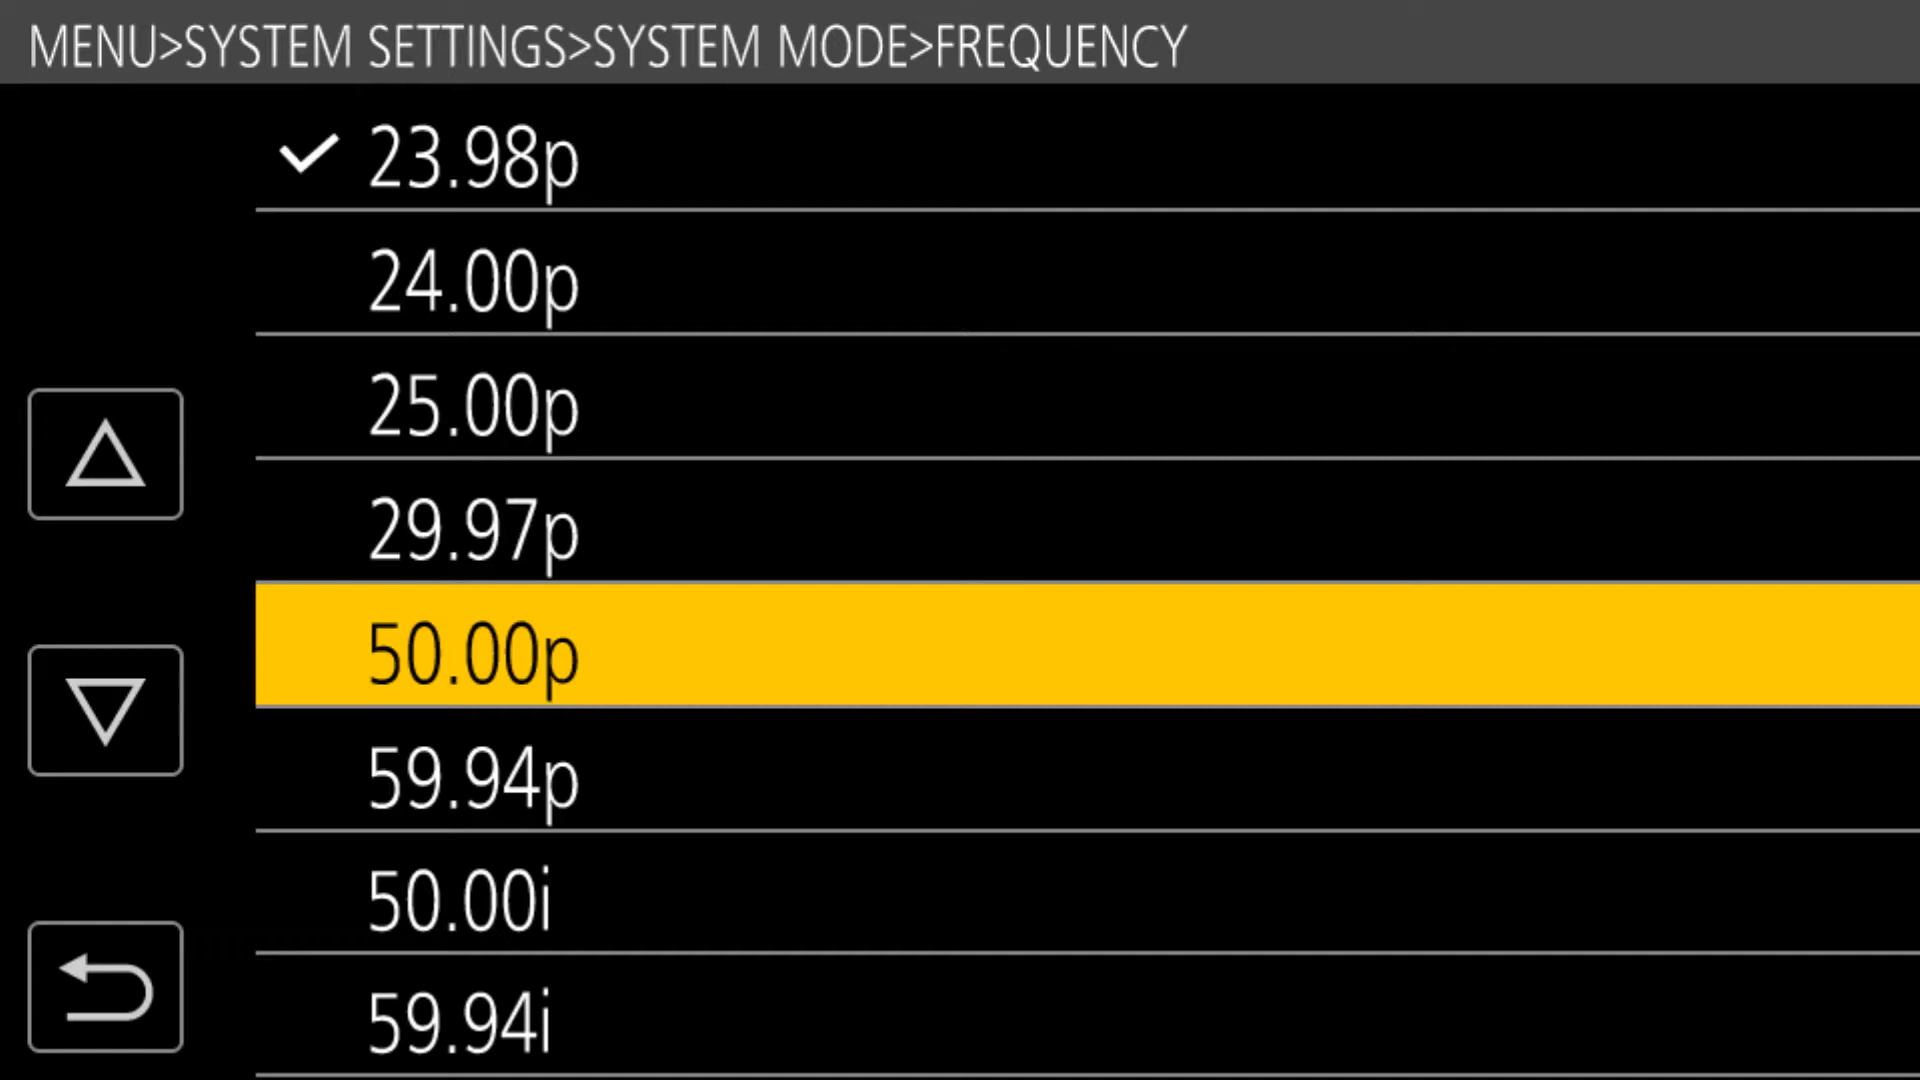 MENU>SYSTEM SETTINGS>SYSTEM MODE>FREQUENCY
23.98p
24.00p
25.00p
29.97p
50.00p
59.94p
50.00i
59.94i